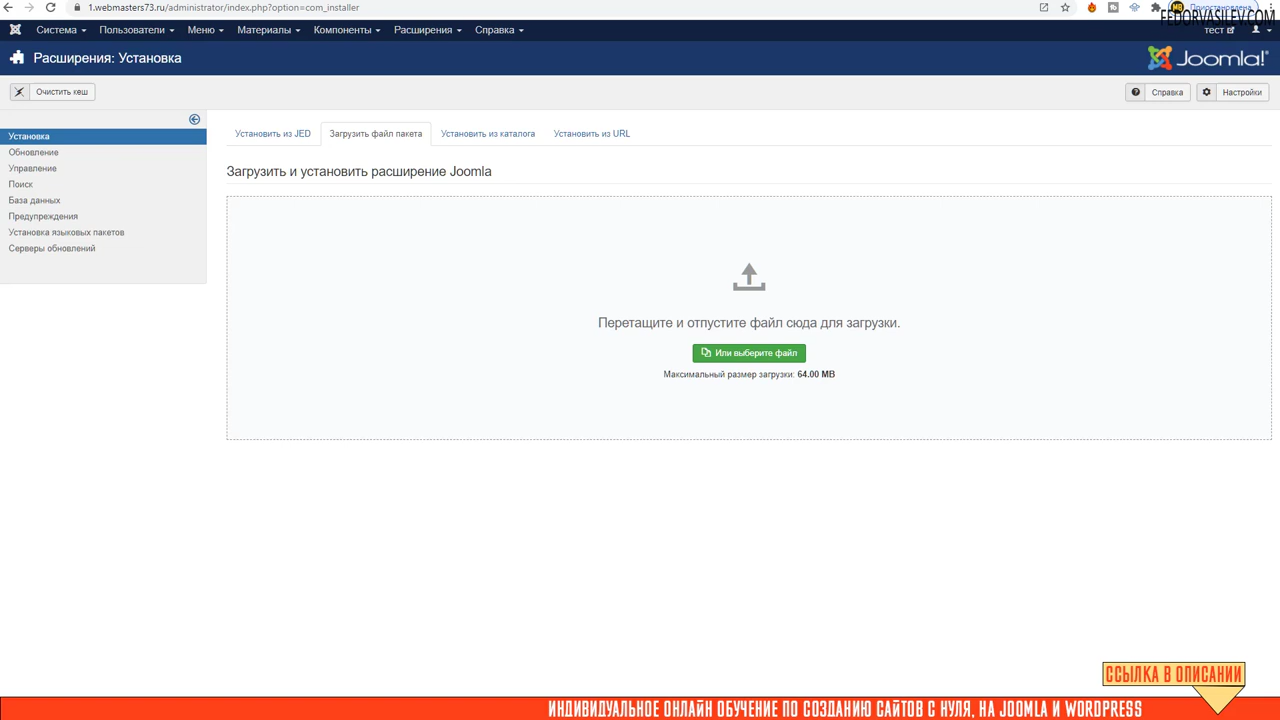 1.webmasters73.ru/administrator/index.php?option=com_installer
FEDORVASILEV.COM
Система Пользователи Меню Материалы Компоненты Расширения Справка тест
Расширения: Установка
Joomla!®
Очистить кеш
Справка
Настройки
Установка
Обновление
Управление
Поиск
База данных
Предупреждения
Установка языковых пакетов
Серверы обновлений
Установить из JED Загрузить файл пакета Установить из каталога Установить из URL
Загрузить и установить расширение Joomla
Перетащите и отпустите файл сюда для загрузки.
Или выберите файл
Максимальный размер загрузки: 64.00 MB
ССЫЛКА В ОПИСАНИИ
ИНДИВИДУАЛЬНОЕ ОНЛАЙН ОБУЧЕНИЕ ПО СОЗДАНИЮ САЙТОВ С НУЛЯ, НА JOOMLA И WORDPRESS